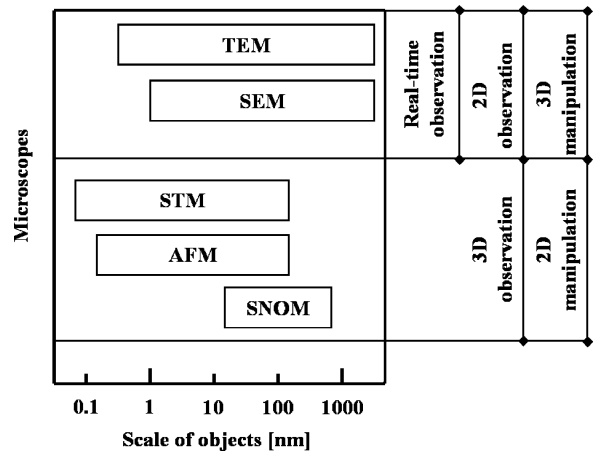 TEM
SEM
STM
AFM
SNOM
Microscopes
Real-time
observation
2D
observation
3D
manipulation
3D
observation
2D
manipulation
0.1 1 10 100 1000
Scale of objects [nm]